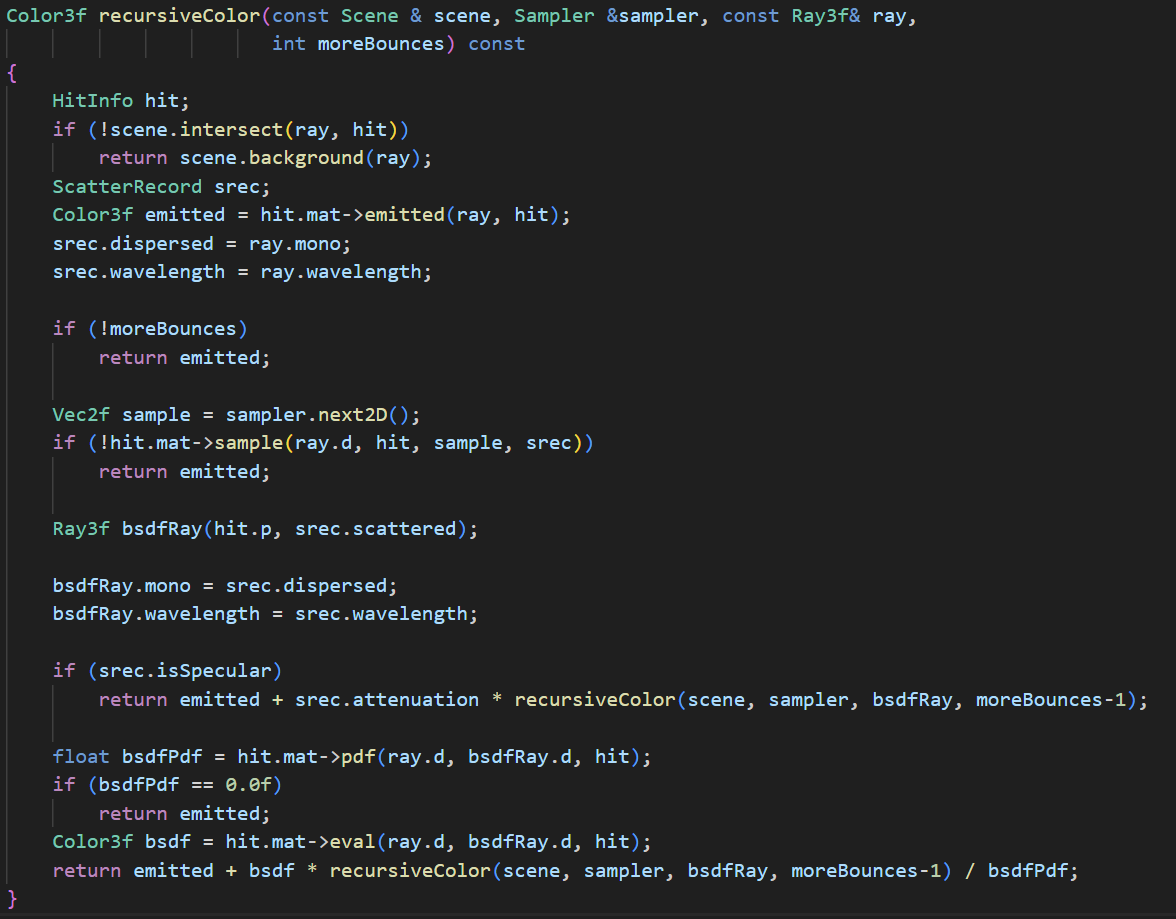 Color3f recursiveColor(const Scene & scene, Sampler &sampler, const Ray3f& ray,
                       int moreBounces) const
{
    HitInfo hit;
    if (!scene.intersect(ray, hit))
        return scene.background(ray);
    ScatterRecord srec;
    Color3f emitted = hit.mat->emitted(ray, hit);
    srec.dispersed = ray.mono;
    srec.wavelength = ray.wavelength;

    if (!moreBounces)
        return emitted;

    Vec2f sample = sampler.next2D();
    if (!hit.mat->sample(ray.d, hit, sample, srec))
        return emitted;

    Ray3f bsdfRay(hit.p, srec.scattered);

    bsdfRay.mono = srec.dispersed;
    bsdfRay.wavelength = srec.wavelength;

    if (srec.isSpecular)
        return emitted + srec.attenuation * recursiveColor(scene, sampler, bsdfRay, moreBounces-1);

    float bsdfPdf = hit.mat->pdf(ray.d, bsdfRay.d, hit);
    if (bsdfPdf == 0.0f)
        return emitted;
    Color3f bsdf = hit.mat->eval(ray.d, bsdfRay.d, hit);
    return emitted + bsdf * recursiveColor(scene, sampler, bsdfRay, moreBounces-1) / bsdfPdf;
}